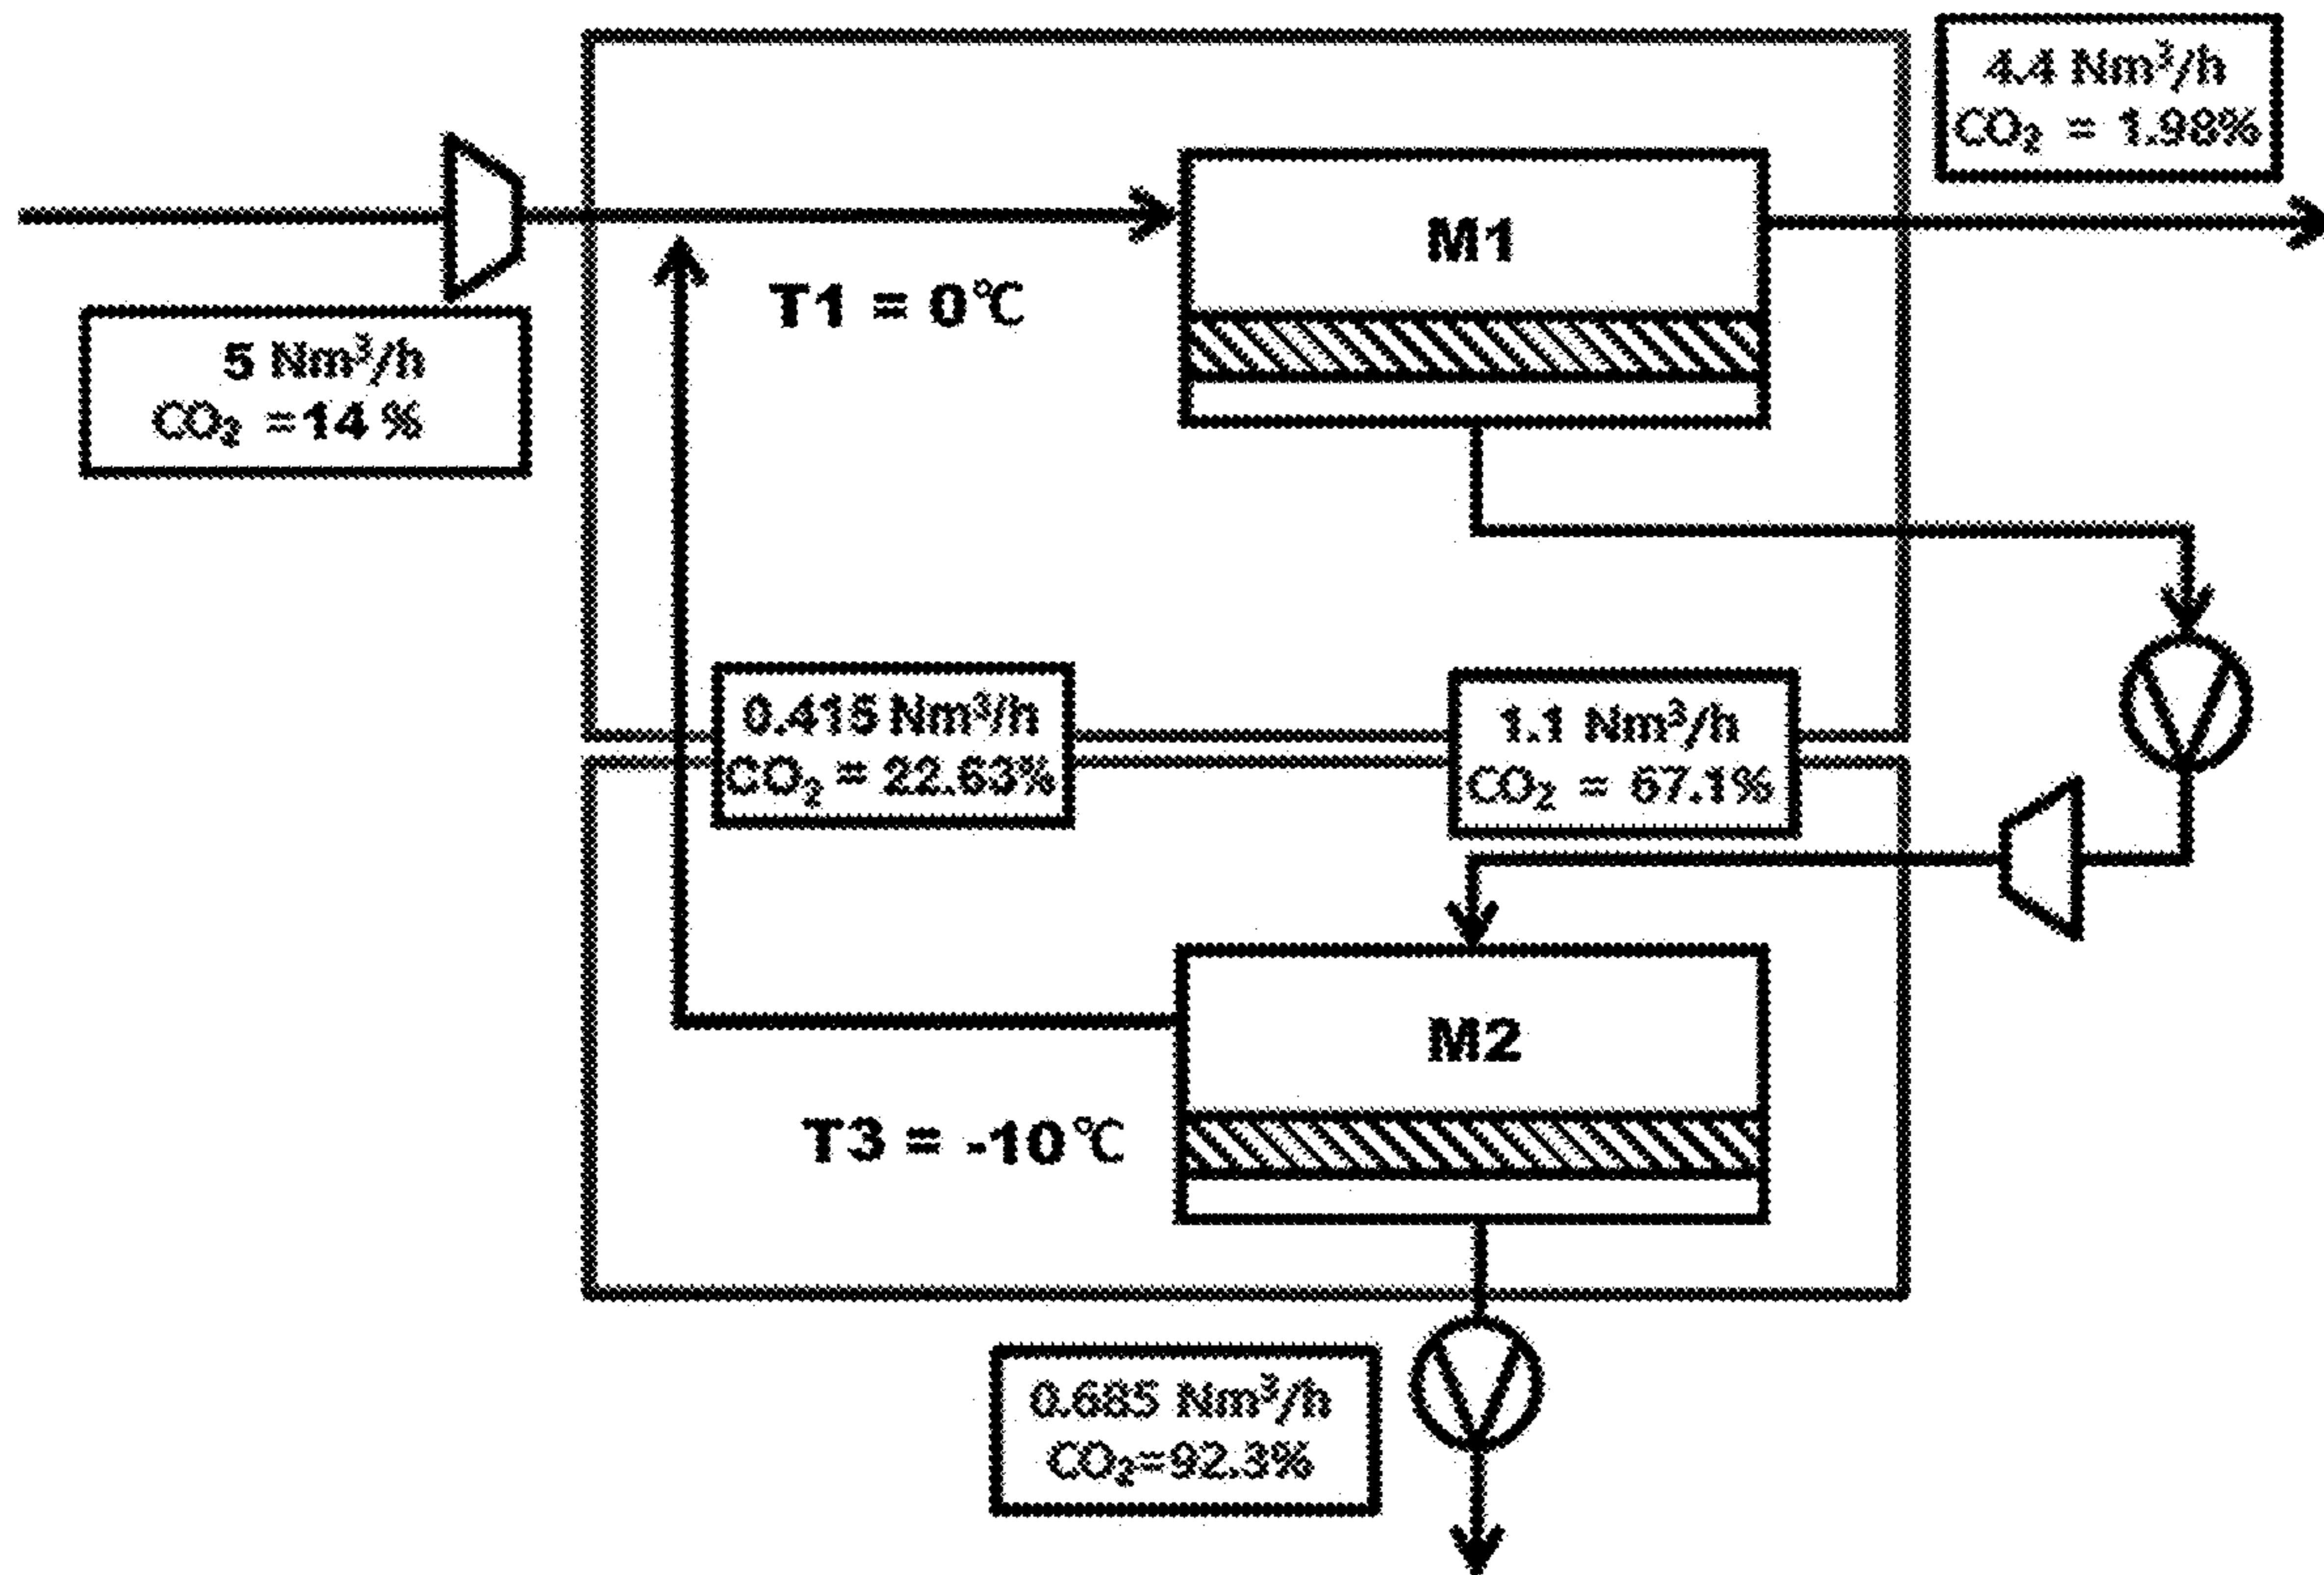 4.4 Nm³/h
CO₂ = 1.98%
M1
T1 = 0℃
5 Nm³/h
CO₂ =14 %
0.415 Nm³/h
CO₂ = 22.63%
1.1 Nm³/h
CO₂ = 67.1%
M2
T3 = -10℃
0.685 Nm³/h
CO₂=92.3%